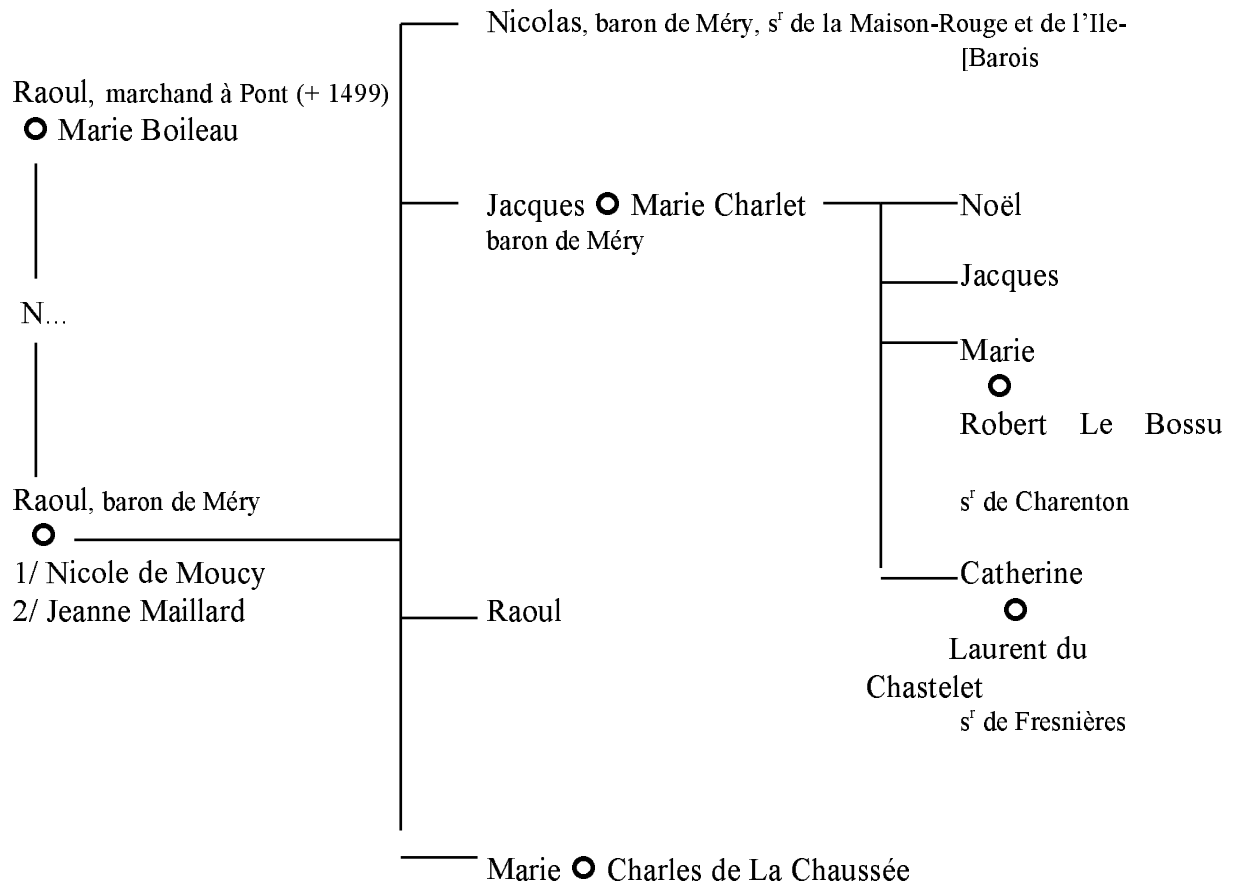 Nicolas, baron de Méry, sʳ de la Maison-Rouge et de l’Ile-
[Barois
Raoul, marchand à Pont (+ 1499)
Marie Boileau
Jacques Marie Charlet
baron de Méry
Noël
Jacques
N...
Marie
Robert Le Bossu
sʳ de Charenton
Raoul, baron de Méry
1/ Nicole de Moucy
2/ Jeanne Maillard
Catherine
Raoul
Laurent du
Chastelet
sʳ de Fresnières
Marie Charles de La Chaussée